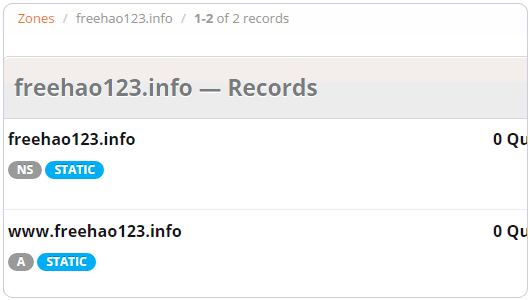 Zones / freehao123.info / 1-2 of 2 records
freehao123.info — Records
freehao123.info 0 Qu
NS STATIC
www.freehao123.info 0 Qu
A STATIC